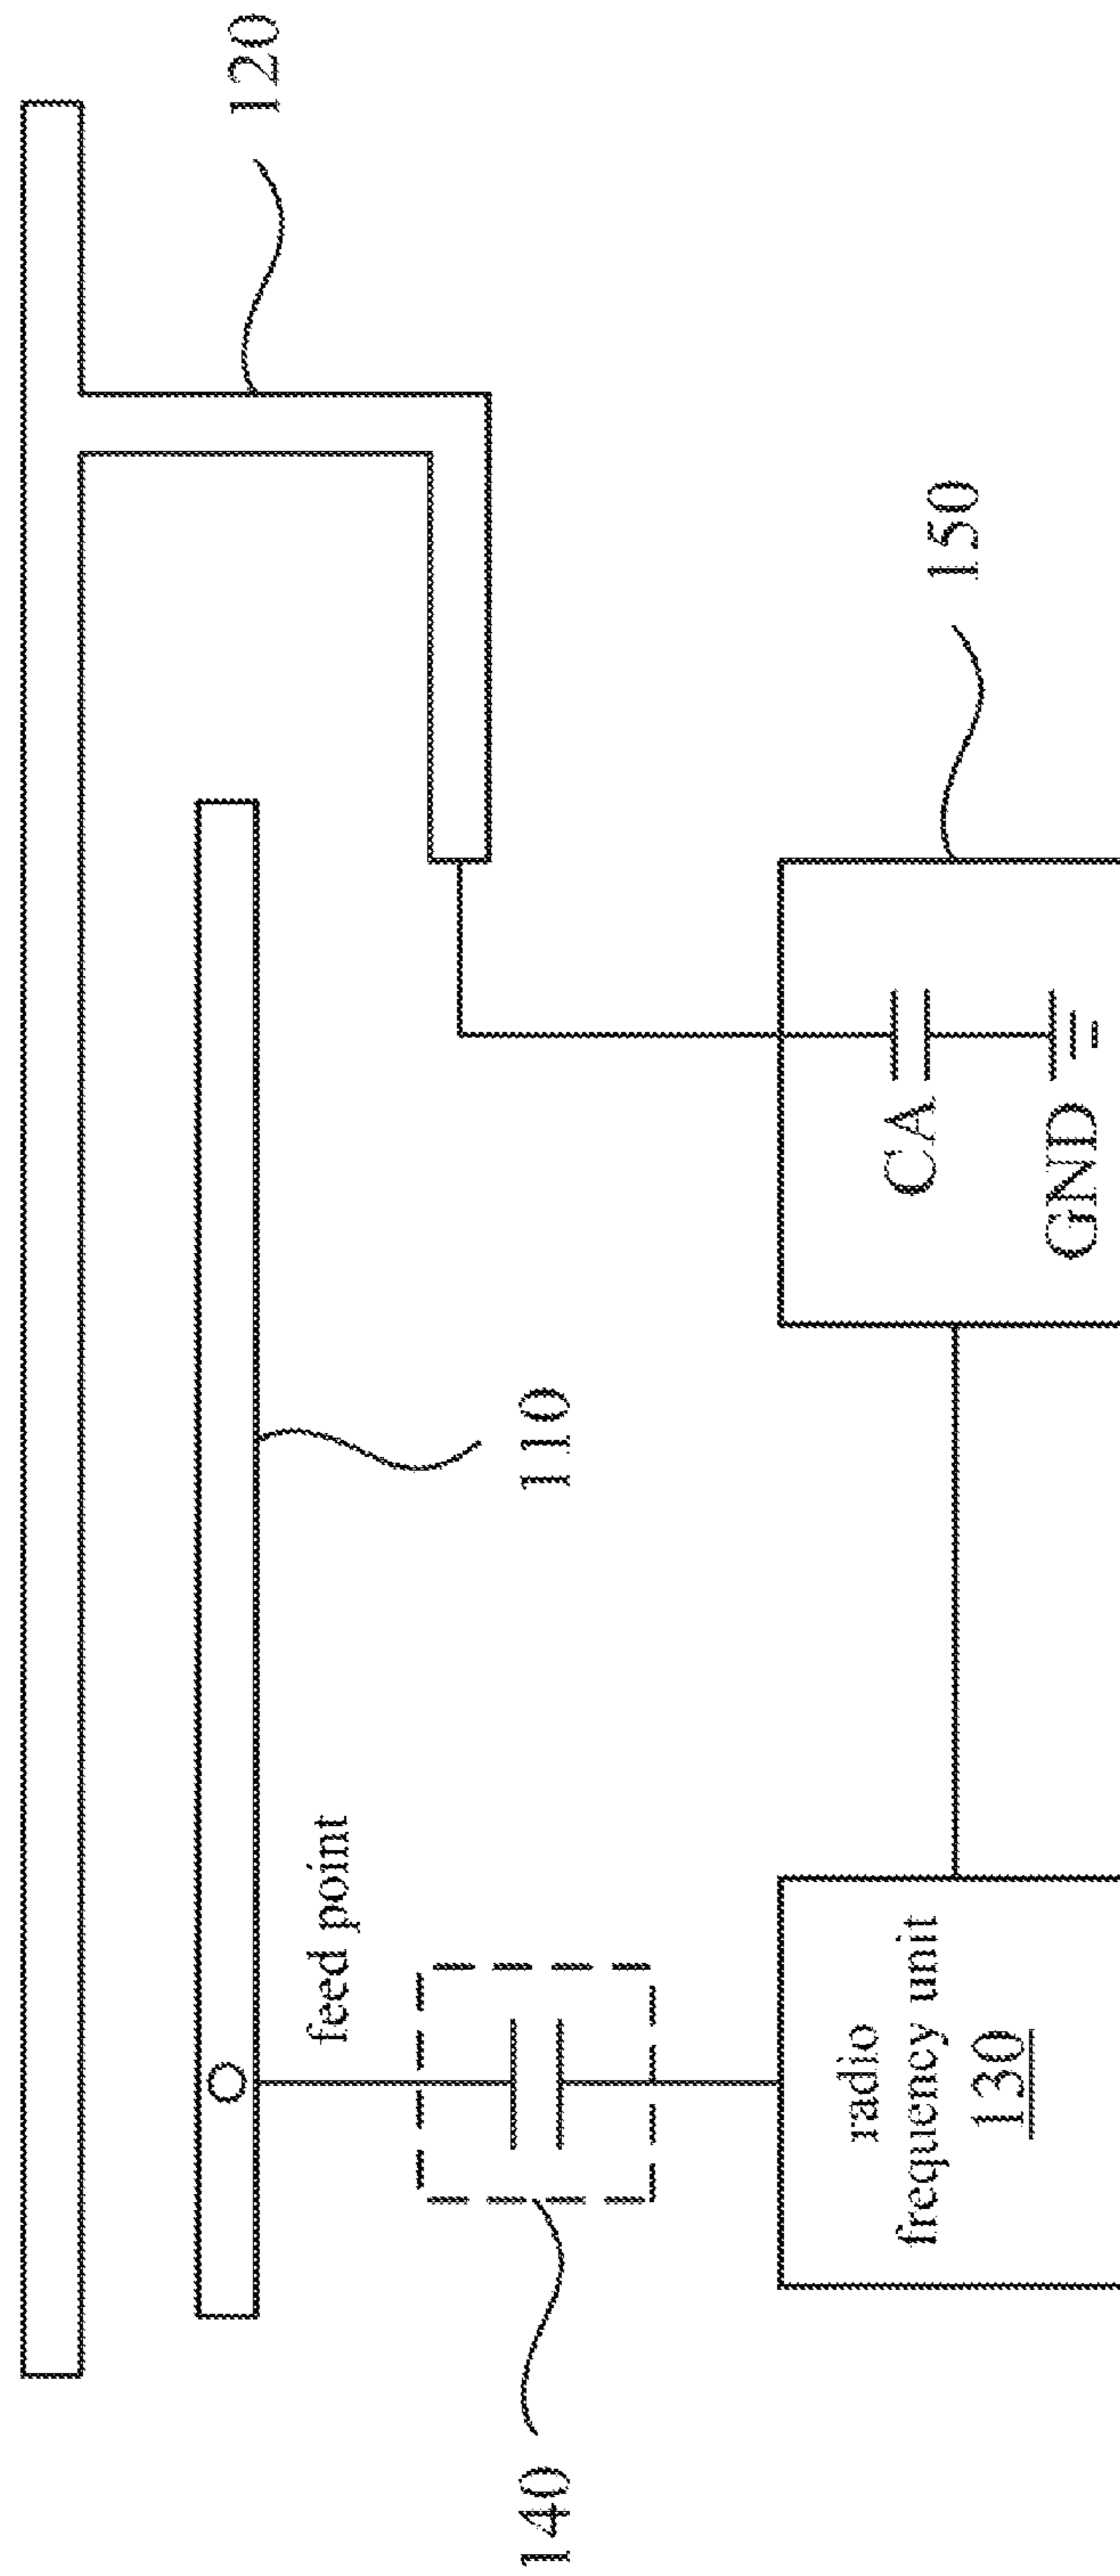 120
110
feed point
140
150
CA
GND
radio
frequency unit
130